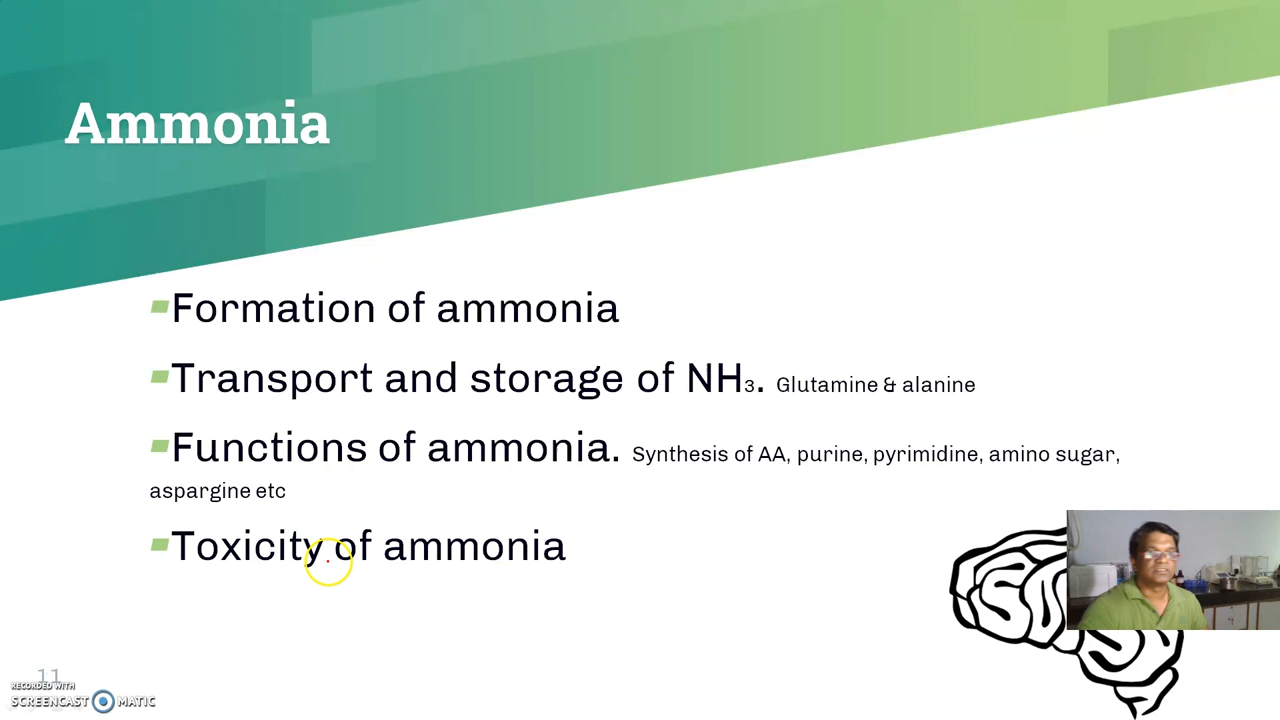 Ammonia
Formation of ammonia
Transport and storage of NH₃. Glutamine & alanine
Functions of ammonia. Synthesis of AA, purine, pyrimidine, amino sugar,
aspargine etc
Toxicity of ammonia
11
RECORDED WITH
SCREENCAST MATIC